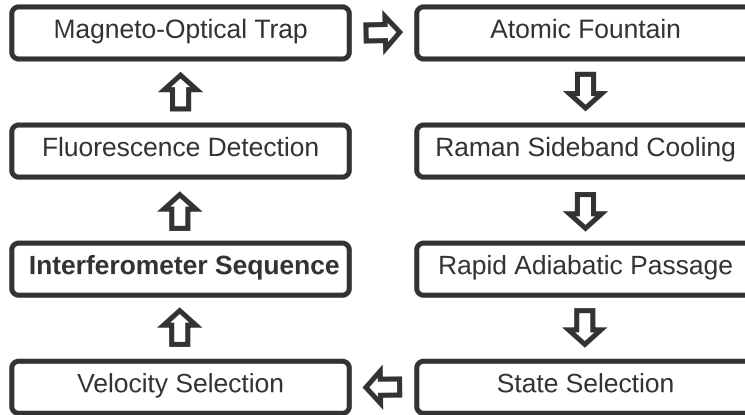 Magneto-Optical Trap
Atomic Fountain
Fluorescence Detection
Raman Sideband Cooling
Interferometer Sequence
Rapid Adiabatic Passage
Velocity Selection
State Selection